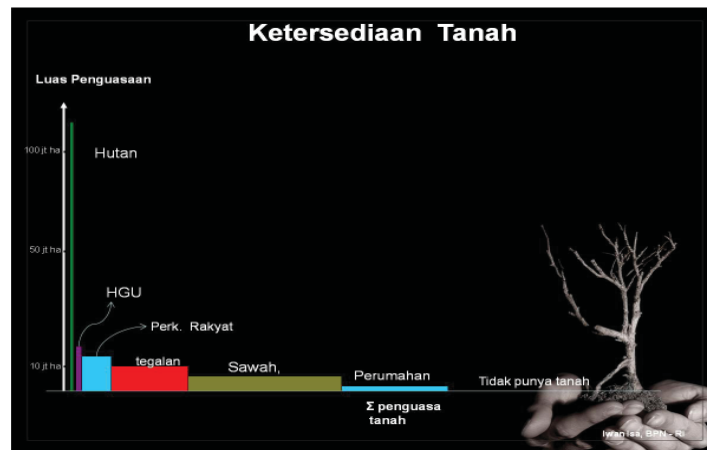 Ketersediaan Tanah
Luas Penguasaan
100 jt ha
Hutan
50 jt ha
HGU
Perk. Rakyat
10 jt ha
tegalan
Sawah,
Perumahan
Tidak punya tanah
Σ penguasa
tanah
Iwan Isa, BPN - RI